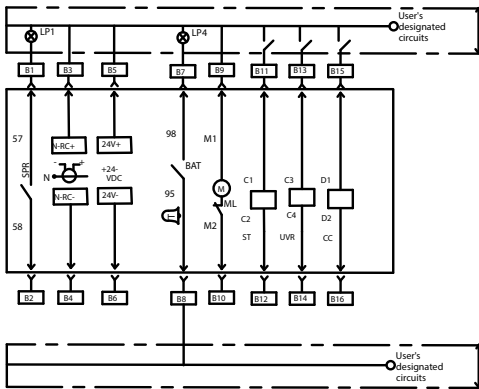 LP1
LP4
User's
designated
circuits
B1
B3
B5
B7
B9
B11
B13
B15
57
SPR
58
N-RC+
- +
N
N-RC-
24V+
+24-
VDC
24V-
98
BAT
95
M1
M
ML
M2
C1
C2
ST
C3
C4
UVR
D1
D2
CC
B2
B4
B6
B8
B10
B12
B14
B16
User's
designated
circuits